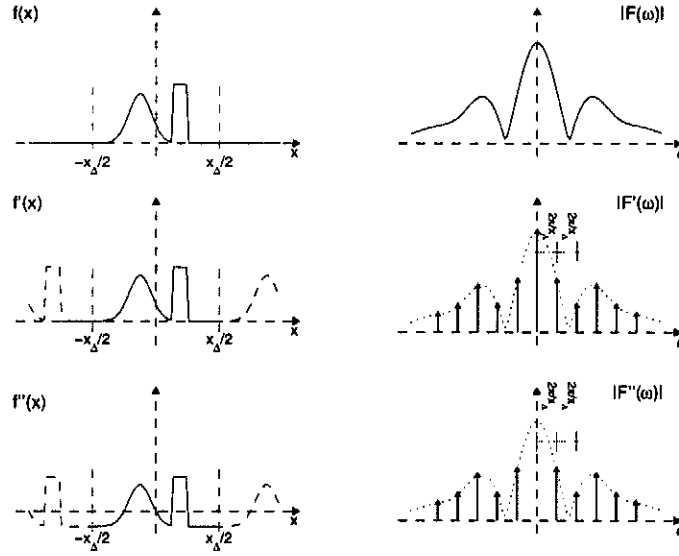 f(x)
|F(ω)|
x
-x_Δ/2
x_Δ/2
f'(x)
|F'(ω)|
2π/x_Δ
2π/x_Δ
x
-x_Δ/2
x_Δ/2
f''(x)
|F''(ω)|
2π/x_Δ
2π/x_Δ
x
-x_Δ/2
x_Δ/2